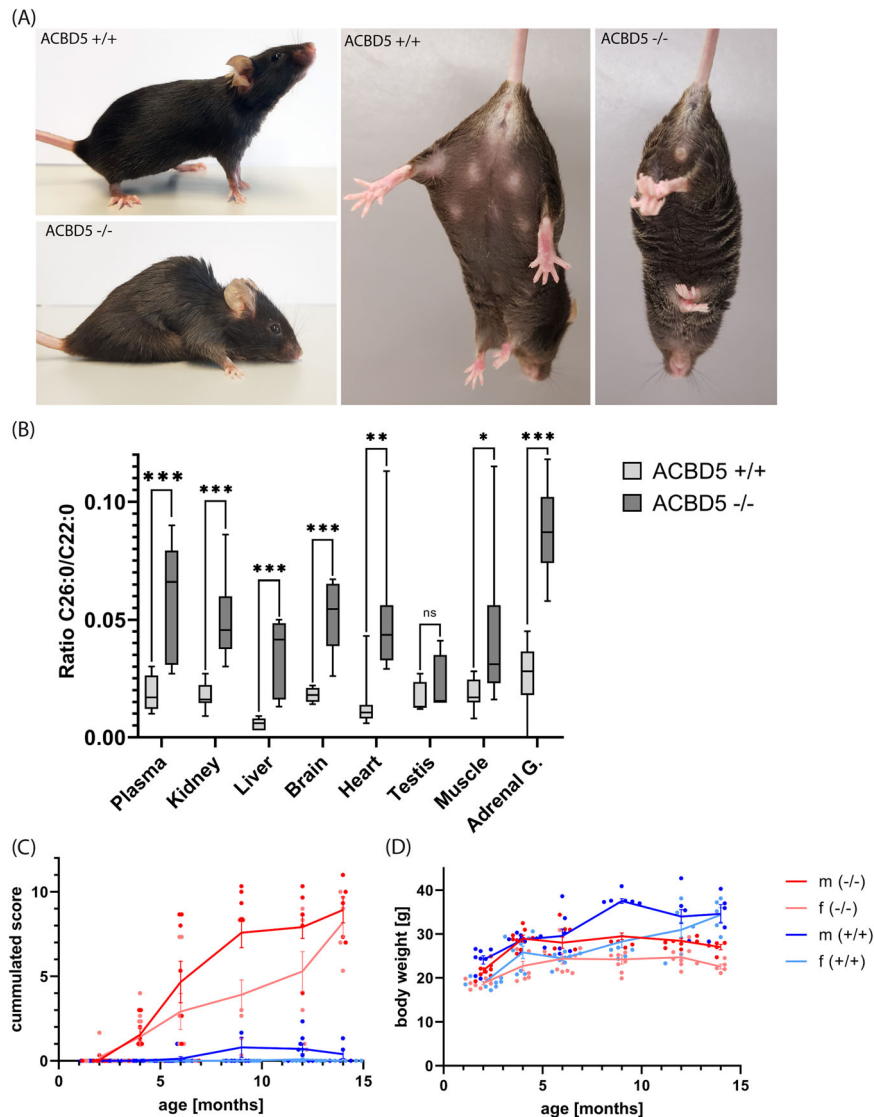 (A)
ACBD5 +/+
ACBD5 -/-
ACBD5 +/+
ACBD5 -/-
(B)
Ratio C26:0/C22:0
0.10
0.05
0.00
***
***
***
***
**
ns
*
***
ACBD5 +/+
ACBD5 -/-
Plasma
Kidney
Liver
Brain
Heart
Testis
Muscle
Adrenal G.
(C)
cummulated score
10
5
0
0
5
10
15
age [months]
(D)
body weight [g]
40
30
20
10
0
0
5
10
15
age [months]
m (-/-)
f (-/-)
m (+/+)
f (+/+)